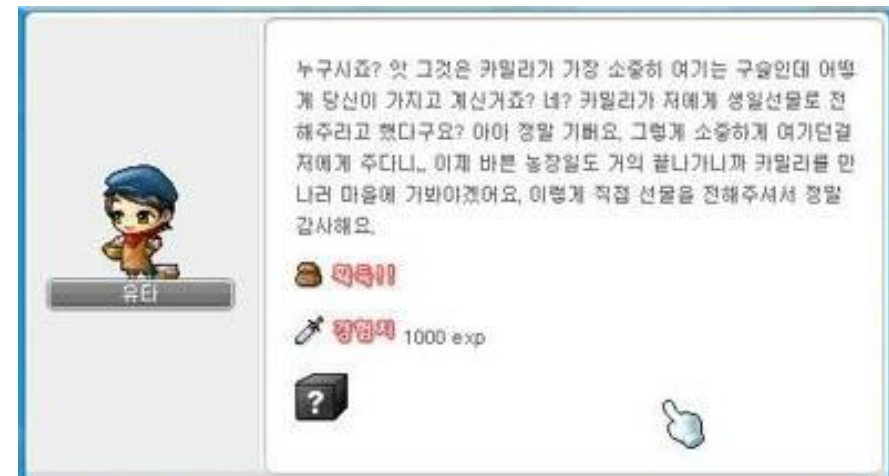 누구시죠? 앗 그것은 카밀라가 가장 소중히 여기는 구슬인데 어떻
게 당신이 가지고 계신거죠? 네? 카밀라가 저에게 생일선물로 전
해주라고 했다구요? 아아 정말 기뻐요. 그렇게 소중하게 여기던걸
저에게 주다니.. 이제 바쁜 농장일도 거의 끝나가니까 카밀라를 만
나러 마을에 가봐야겠어요. 이렇게 직접 선물을 전해주셔서 정말
감사해요.
유타
획득!!
경험치 1000 exp
?